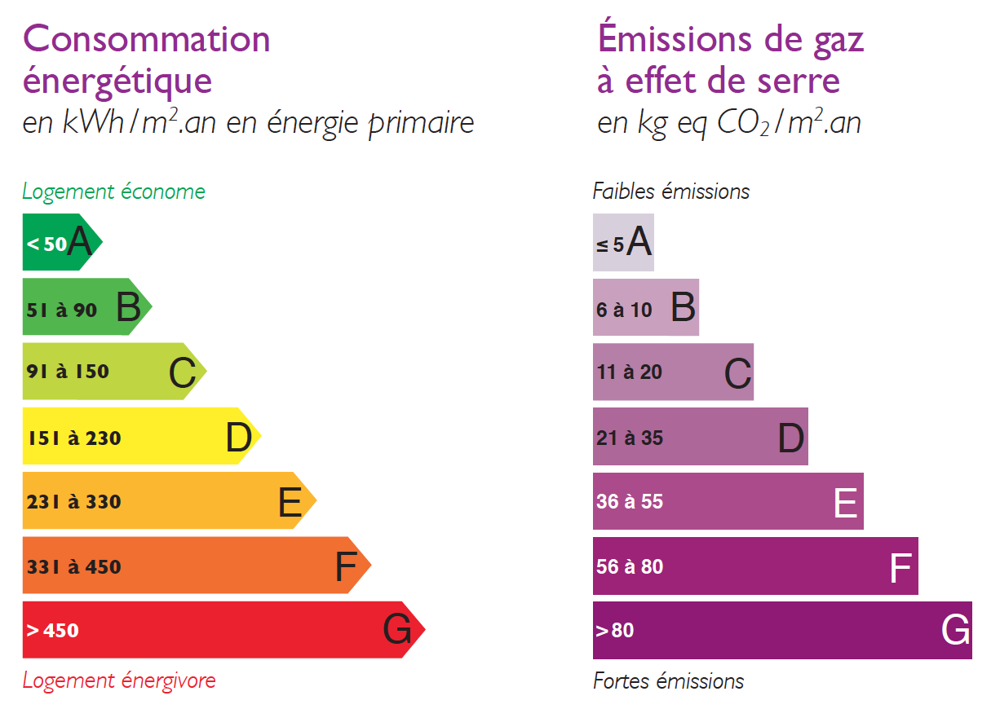 Consommation
énergétique
en kWh/m².an en énergie primaire
Logement économe
< 50 A
51 à 90 B
91 à 150 C
151 à 230 D
231 à 330 E
331 à 450 F
> 450 G
Logement énergivore
Émissions de gaz
à effet de serre
en kg eq CO₂/m².an
Faibles émissions
≤ 5 A
6 à 10 B
11 à 20 C
21 à 35 D
36 à 55 E
56 à 80 F
> 80 G
Fortes émissions